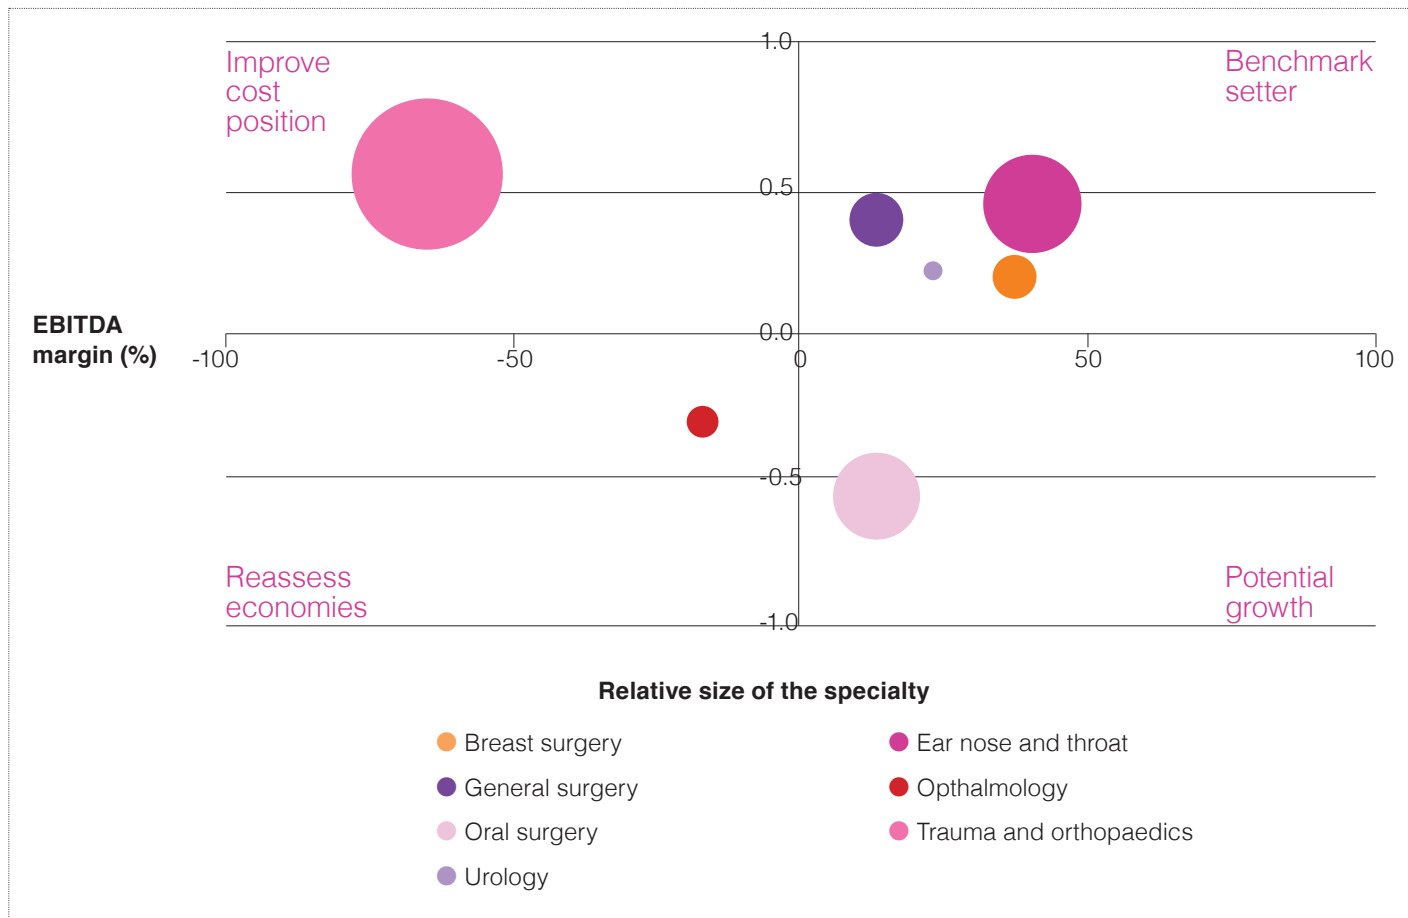 1.0
Improve
cost
position
Benchmark
setter
0.5
EBITDA
margin (%)
0.0
-100
-50
0
50
100
-0.5
Reassess
economies
Potential
growth
-1.0
Relative size of the specialty
Breast surgery
Ear nose and throat
General surgery
Opthalmology
Oral surgery
Trauma and orthopaedics
Urology